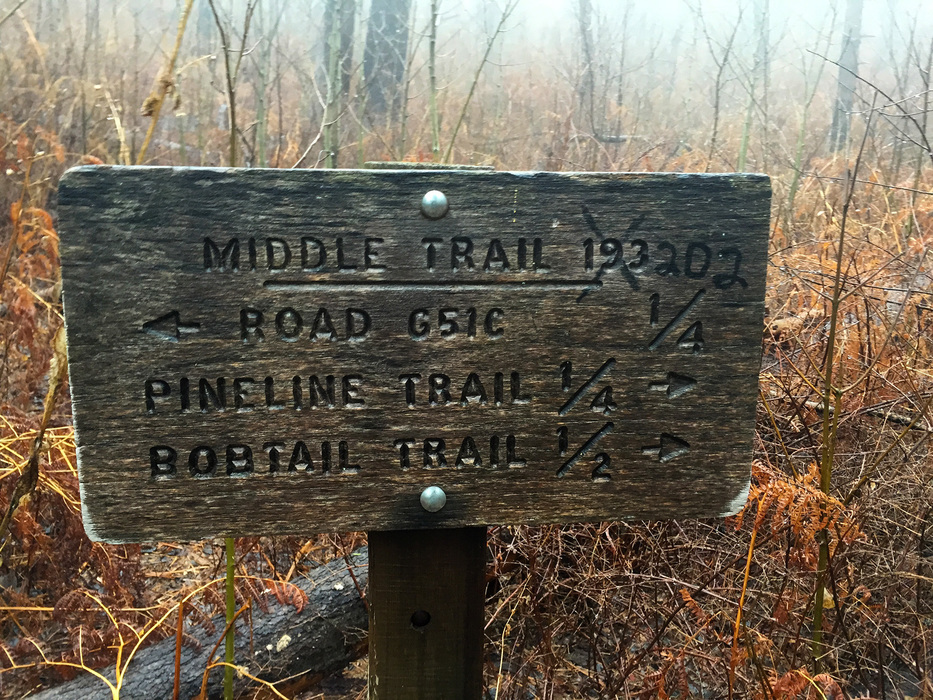 MIDDLE TRAIL 193 202
ROAD 651C 1/4
PINELINE TRAIL 1/4
BOBTAIL TRAIL 1/2